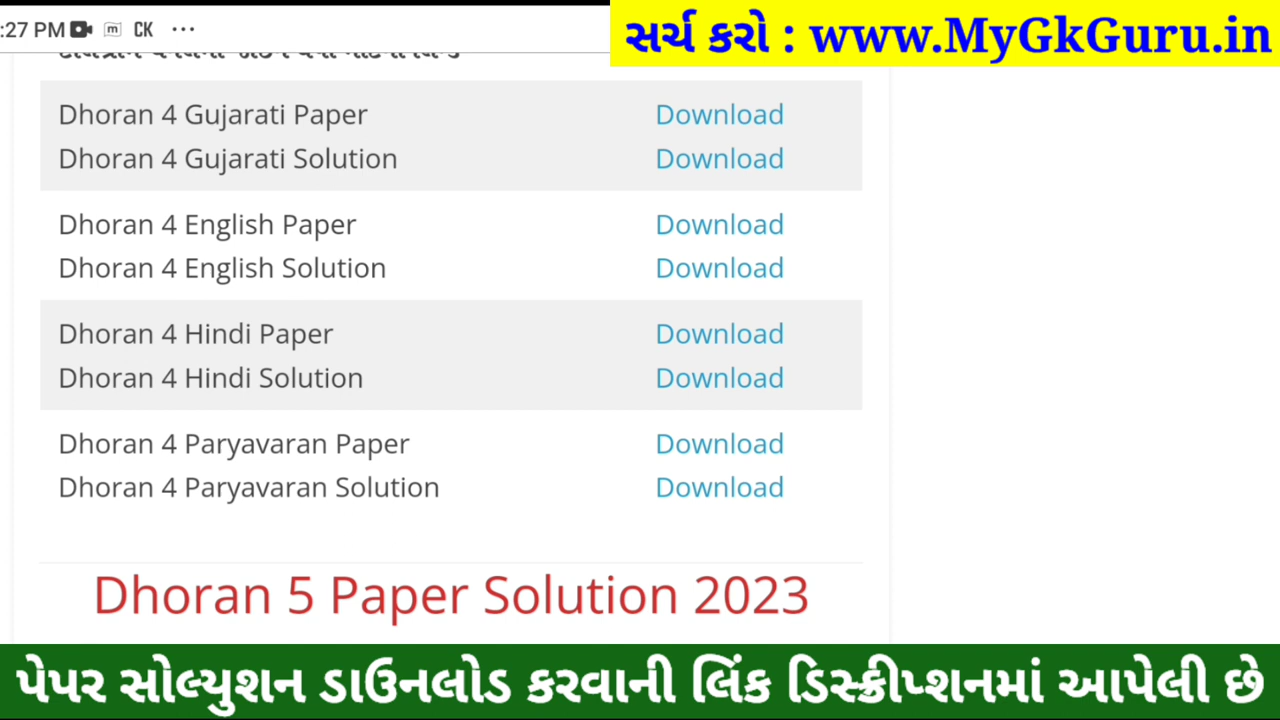 :27 PM m CK ...
સર્ચ કરો : www.MyGkGuru.in
Dhoran 4 Gujarati Paper Download
Dhoran 4 Gujarati Solution Download
Dhoran 4 English Paper Download
Dhoran 4 English Solution Download
Dhoran 4 Hindi Paper Download
Dhoran 4 Hindi Solution Download
Dhoran 4 Paryavaran Paper Download
Dhoran 4 Paryavaran Solution Download
Dhoran 5 Paper Solution 2023
પેપર સોલ્યુશન ડાઉનલોડ કરવાની લિંક ડિસ્ક્રીપ્શનમાં આપેલી છે